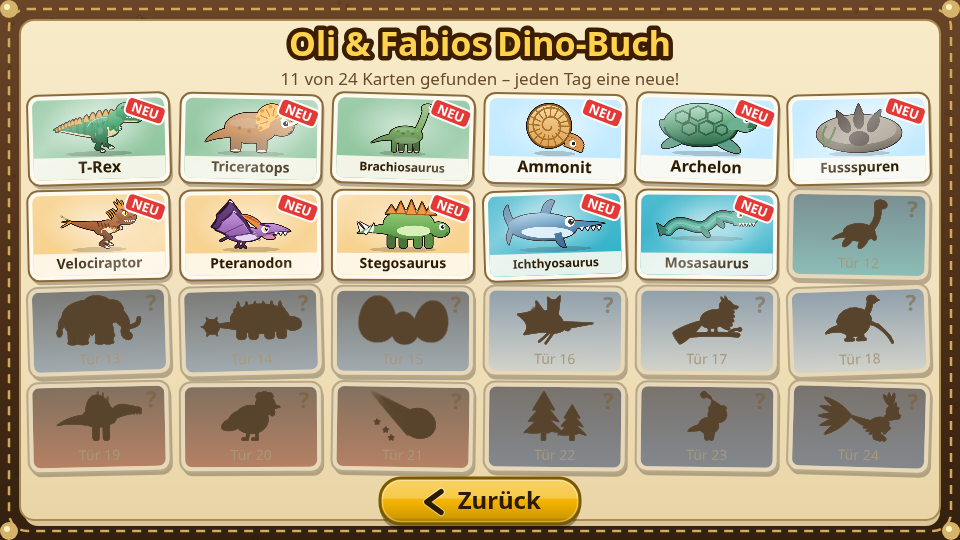 Oli & Fabios Dino-Buch
11 von 24 Karten gefunden – jeden Tag eine neue!
NEU NEU NEU NEU NEU NEU
T-Rex Triceratops Brachiosaurus Ammonit Archelon Fussspuren
NEU NEU NEU NEU NEU ?
Velociraptor Pteranodon Stegosaurus Ichthyosaurus Mosasaurus Tür 12
? ? ? ? ? ?
Tür 13 Tür 14 Tür 15 Tür 16 Tür 17 Tür 18
? ? ? ? ? ?
Tür 19 Tür 20 Tür 21 Tür 22 Tür 23 Tür 24
Zurück